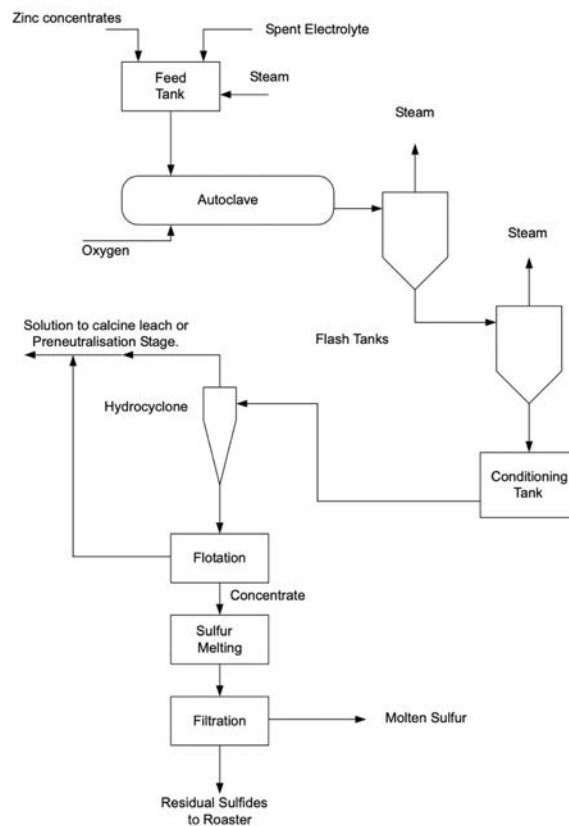 Zinc concentrates
Spent Electrolyte
Feed
Tank
Steam
Steam
Autoclave
Steam
Oxygen
Solution to calcine leach or
Preneutralisation Stage.
Flash Tanks
Hydrocyclone
Conditioning
Tank
Flotation
Concentrate
Sulfur
Melting
Filtration
Molten Sulfur
Residual Sulfides
to Roaster